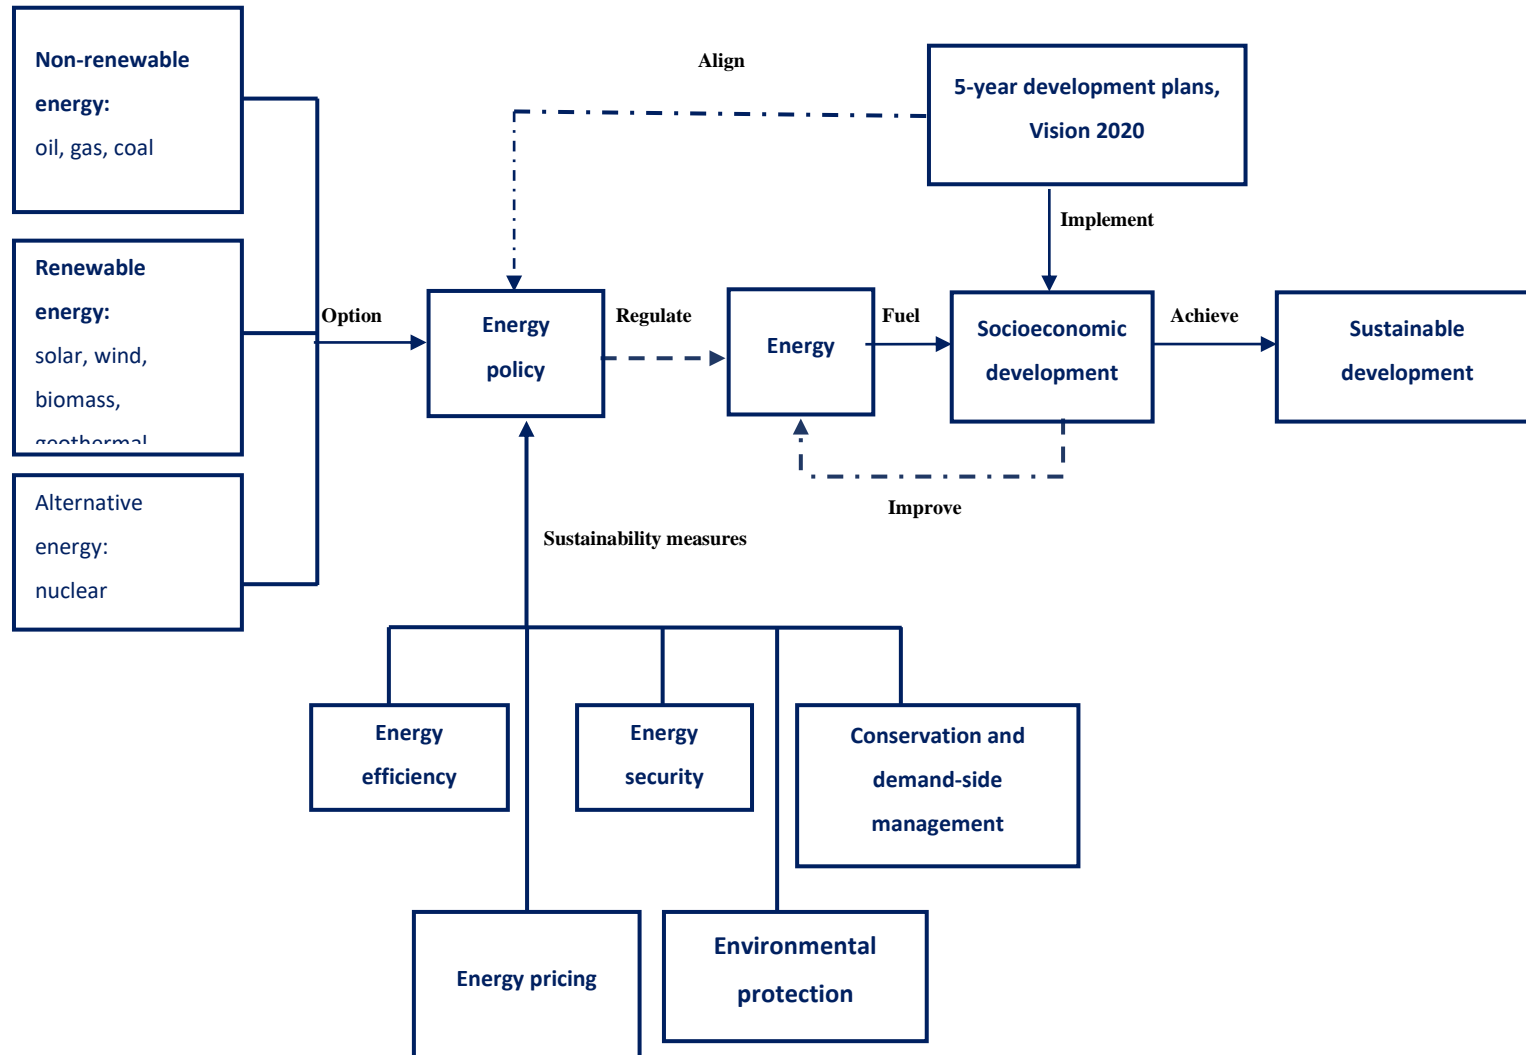 Non-renewable
energy:
oil, gas, coal
Renewable
energy:
solar, wind,
biomass,
geothermal
Alternative
energy:
nuclear
Option
Align
5-year development plans,
Vision 2020
Implement
Energy
policy
Regulate
Energy
Fuel
Socioeconomic
development
Achieve
Sustainable
development
Improve
Sustainability measures
Energy
efficiency
Energy
security
Conservation and
demand-side
management
Energy pricing
Environmental
protection